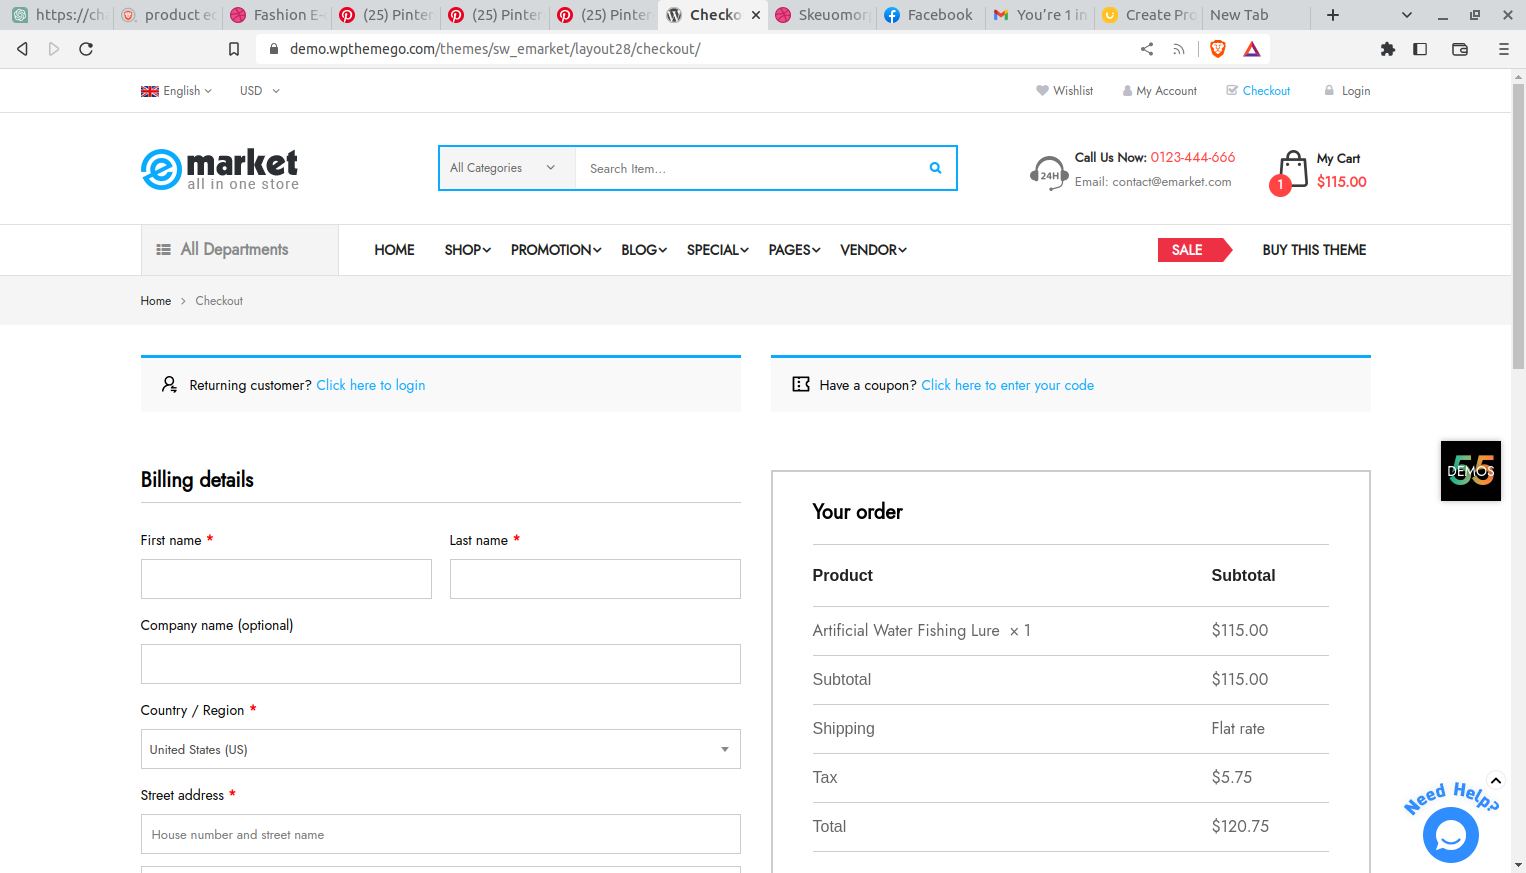 https://cha
product ec
Fashion E-
(25) Pinter
(25) Pinter
(25) Pinter
Checko
Skeuomorp
Facebook
You're 1 in
Create Pro
New Tab
demo.wpthemego.com/themes/sw_emarket/layout28/checkout/
English
USD
Wishlist
My Account
Checkout
Login
e market
all in one store
All Categories
Search Item...
24H
Call Us Now: 0123-444-666
Email: contact@emarket.com
1
My Cart
$115.00
All Departments
HOME
SHOP
PROMOTION
BLOG
SPECIAL
PAGES
VENDOR
SALE
BUY THIS THEME
Home > Checkout
Returning customer? Click here to login
Have a coupon? Click here to enter your code
55
DEMOS
Billing details
First name *
Last name *
Company name (optional)
Country / Region *
United States (US)
Street address *
House number and street name
Your order
Product Subtotal
Artificial Water Fishing Lure × 1 $115.00
Subtotal $115.00
Shipping Flat rate
Tax $5.75
Total $120.75
Need Help?